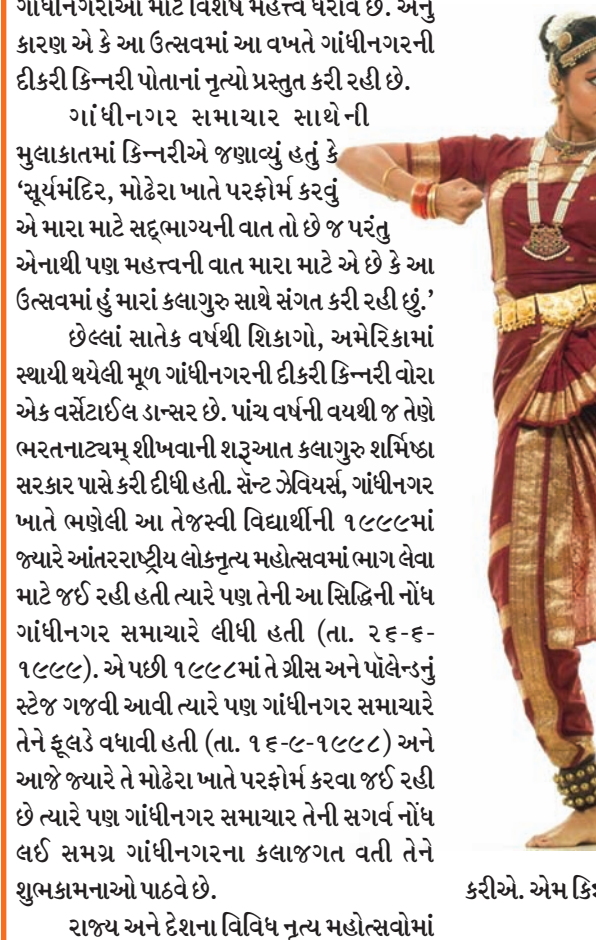 ગાંધીનગરાઓ માટે વિશેષ મહત્ત્વ ધરાવે છે. એનું
કારણ એ કે આ ઉત્સવમાં આ વખતે ગાંધીનગરની
દીકરી કિન્નરી પોતાનાં નૃત્યો પ્રસ્તુત કરી રહી છે.
ગાંધીનગર સમાચાર સાથેની
મુલાકાતમાં કિન્નરીએ જણાવ્યું હતું કે
‘સૂર્યમંદિર, મોઢેરા ખાતે પરફોર્મ કરવું
એ મારા માટે સદ્‌ભાગ્યની વાત તો છે જ પરંતુ
એનાથી પણ મહત્ત્વની વાત મારા માટે એ છે કે આ
ઉત્સવમાં હું મારાં કલાગુરુ સાથે સંગત કરી રહી છું.’
છેલ્લાં સાતેક વર્ષથી શિકાગો, અમેરિકામાં
સ્થાયી થયેલી મૂળ ગાંધીનગરની દીકરી કિન્નરી વોરા
એક વર્સેટાઈલ ડાન્સર છે. પાંચ વર્ષની વયથી જ તેણે
ભરતનાટ્યમ્ શીખવાની શરૂઆત કલાગુરુ શર્મિષ્ઠા
સરકાર પાસે કરી દીધી હતી. સૅન્ટ ઝેવિયર્સ, ગાંધીનગર
ખાતે ભણેલી આ તેજસ્વી વિદ્યાર્થીની ૧૯૯૯માં
જ્યારે આંતરરાષ્ટ્રીય લોકનૃત્ય મહોત્સવમાં ભાગ લેવા
માટે જઈ રહી હતી ત્યારે પણ તેની આ સિદ્ધિની નોંધ
ગાંધીનગર સમાચારે લીધી હતી (તા. ૨૬-૬-
૧૯૯૯). એ પછી ૧૯૯૮માં તે ગ્રીસ અને પૉલેન્ડનું
સ્ટેજ ગજવી આવી ત્યારે પણ ગાંધીનગર સમાચારે
તેને ફૂલડે વધાવી હતી (તા. ૧૬-૯-૧૯૯૮) અને
આજે જ્યારે તે મોઢેરા ખાતે પરફોર્મ કરવા જઈ રહી
છે ત્યારે પણ ગાંધીનગર સમાચાર તેની સગર્વ નોંધ
લઈ સમગ્ર ગાંધીનગરના કલાજગત વતી તેને
શુભકામનાઓ પાઠવે છે.
રાજ્ય અને દેશના વિવિધ નૃત્ય મહોત્સવોમાં
કરીએ. એમ